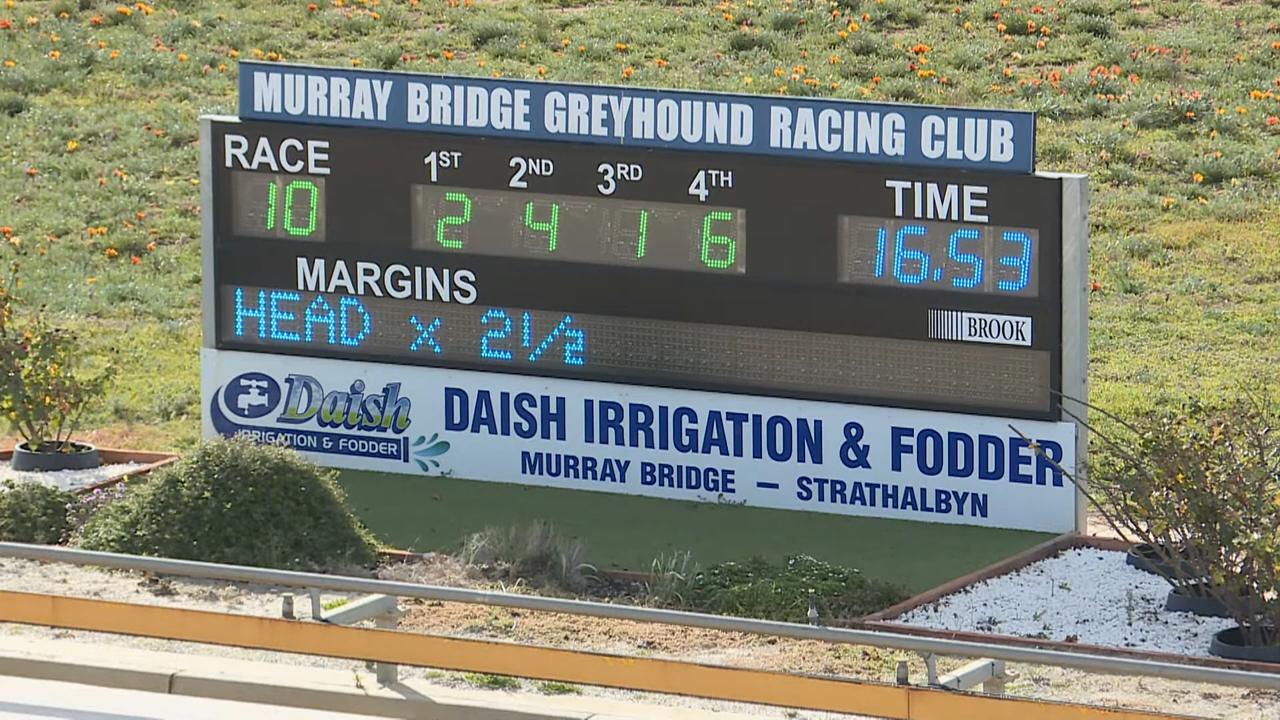 MURRAY BRIDGE GREYHOUND RACING CLUB
RACE 1ST 2ND 3RD 4TH TIME
10 2 4 1 6 16.53
MARGINS
HEAD x 2½
BROOK
Daish
IRRIGATION & FODDER
DAISH IRRIGATION & FODDER
MURRAY BRIDGE – STRATHALBYN